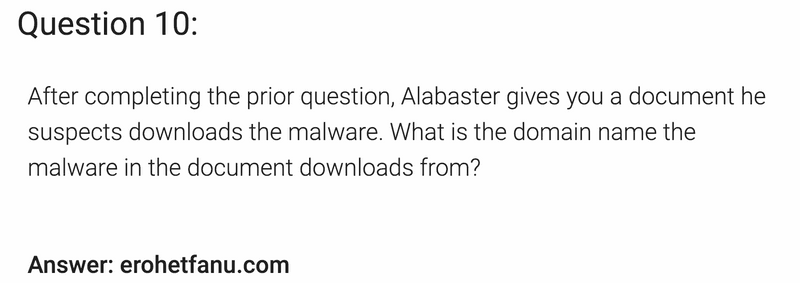 Question 10:
After completing the prior question, Alabaster gives you a document he
suspects downloads the malware. What is the domain name the
malware in the document downloads from?
Answer: erohetfanu.com